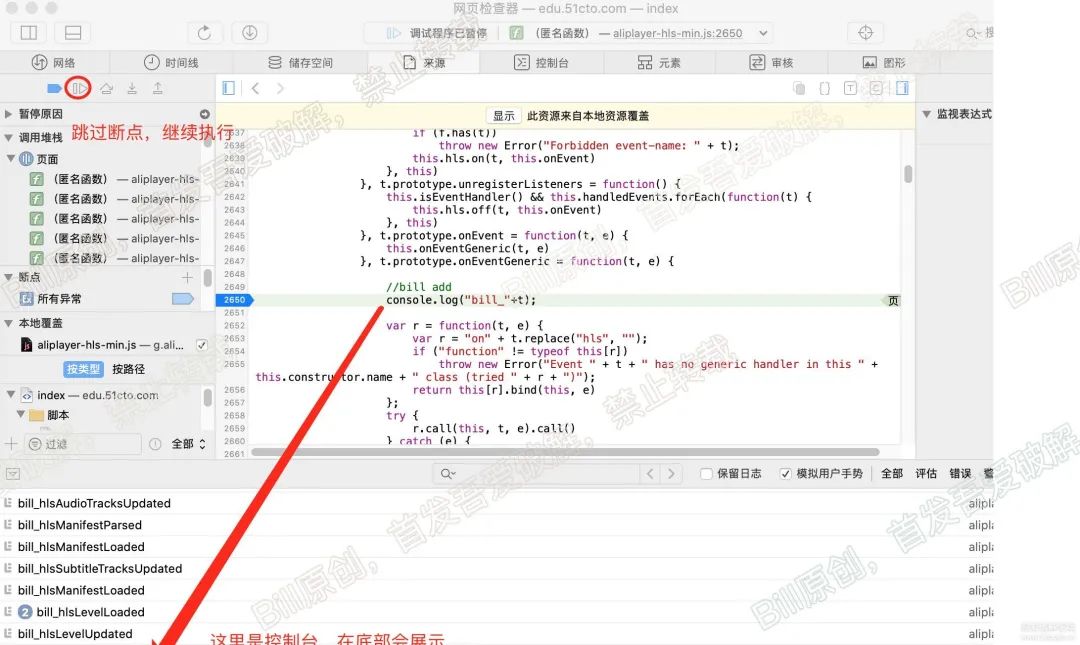 网页检查器 — edu.51cto.com — index
调试程序已暂停 f (匿名函数) — aliplayer-hls-min.js:2650
网络 时间线 存储空间 来源 控制台 元素 审核 图形
显示 此资源来自本地资源覆盖
暂停原因
监视表达式
跳过断点，继续执行
调用堆栈
页面
f (匿名函数) — aliplayer-hls-
f (匿名函数) — aliplayer-hls-
f (匿名函数) — aliplayer-hls-
f (匿名函数) — aliplayer-hls-
f (匿名函数) — aliplayer-hls-
断点
所有异常
本地覆盖
aliplayer-hls-min.js — g.ali...
按类型 按路径
index — edu.51cto.com
脚本
过滤 全部
2637 if (f.has(t))
2638 throw new Error("Forbidden event-name: " + t);
2639 this.hls.on(t, this.onEvent)
2640 }, this)
2641 }, t.prototype.unregisterListeners = function() {
2642 this.isEventHandler() && this.handledEvents.forEach(function(t) {
2643 this.hls.off(t, this.onEvent)
2644 }, this)
2645 }, t.prototype.onEvent = function(t, e) {
2646 this.onEventGeneric(t, e)
2647 }, t.prototype.onEventGeneric = function(t, e) {
2648
2649 //bill add
2650 console.log("bill_"+t); 页
2651
2652 var r = function(t, e) {
2653 var r = "on" + t.replace("hls", "");
2654 if ("function" != typeof this[r])
2655 throw new Error("Event " + t + " has no generic handler in this " +
this.constructor.name + " class (tried " + r + ")");
2656 return this[r].bind(this, e)
2657 };
2658 try {
2659 r.call(this, t, e).call()
2660 } catch (e) {
2661
保留日志 模拟用户手势 全部 评估 错误
bill_hlsAudioTracksUpdated alipla
bill_hlsManifestParsed alipla
bill_hlsManifestLoaded alipla
bill_hlsSubtitleTracksUpdated alipla
bill_hlsManifestLoaded alipla
2 bill_hlsLevelLoaded alipla
bill_hlsLevelUpdated alipla
这里是控制台，在底部会展示
Bill原创，
首发吾爱破解，
禁止转载